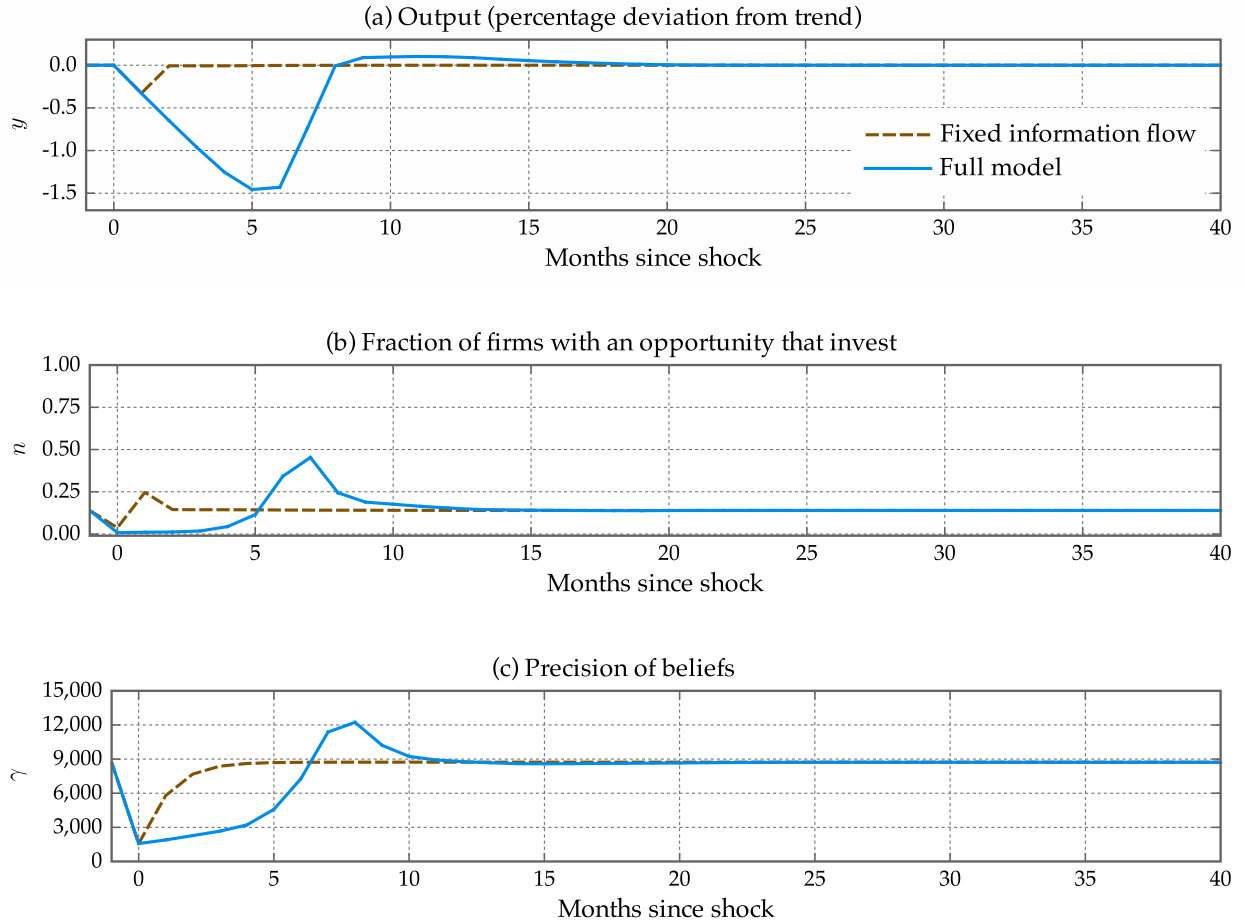 (a) Output (percentage deviation from trend)
0.0
-0.5
-1.0
-1.5
y
Fixed information flow
Full model
0 5 10 15 20 25 30 35 40
Months since shock
(b) Fraction of firms with an opportunity that invest
1.00
0.75
0.50
0.25
0.00
n
0 5 10 15 20 25 30 35 40
Months since shock
(c) Precision of beliefs
15,000
12,000
9,000
6,000
3,000
0
γ
0 5 10 15 20 25 30 35 40
Months since shock